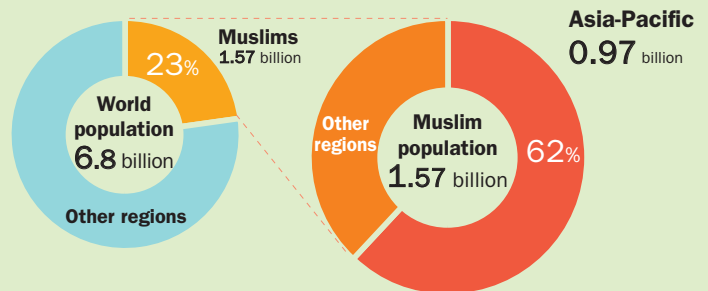 23%
Muslims
1.57 billion
World
population
6.8 billion
Other regions
Asia-Pacific
0.97 billion
Other
regions
Muslim
population
1.57 billion
62%